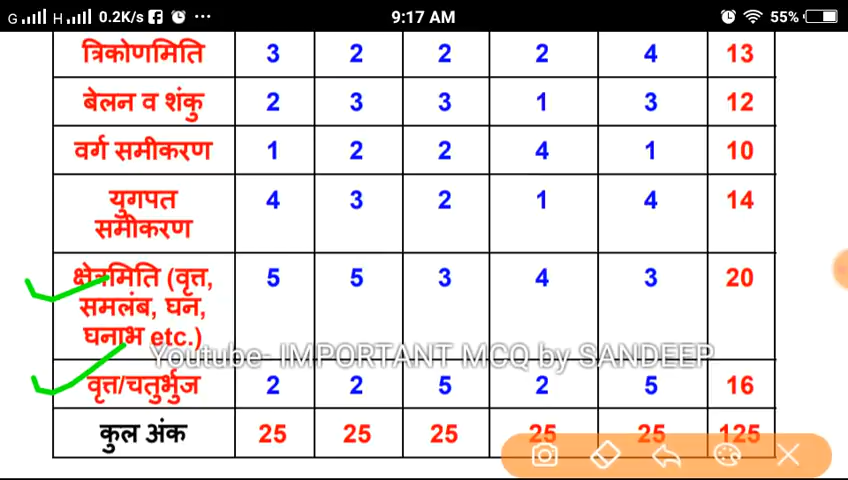 G H 0.2K/s ... 9:17 AM 55%
त्रिकोणमिति 3 2 2 2 4 13
बेलन व शंकु 2 3 3 1 3 12
वर्ग समीकरण 1 2 2 4 1 10
युगपत 4 3 2 1 4 14
समीकरण
क्षेत्रमिति (वृत्त, 5 5 3 4 3 20
समलंब, घन,
घनाभ etc.)
Youtube- IMPORTANT MCQ by SANDEEP
वृत्त/चतुर्भुज 2 2 5 2 5 16
कुल अंक 25 25 25 25 25 125